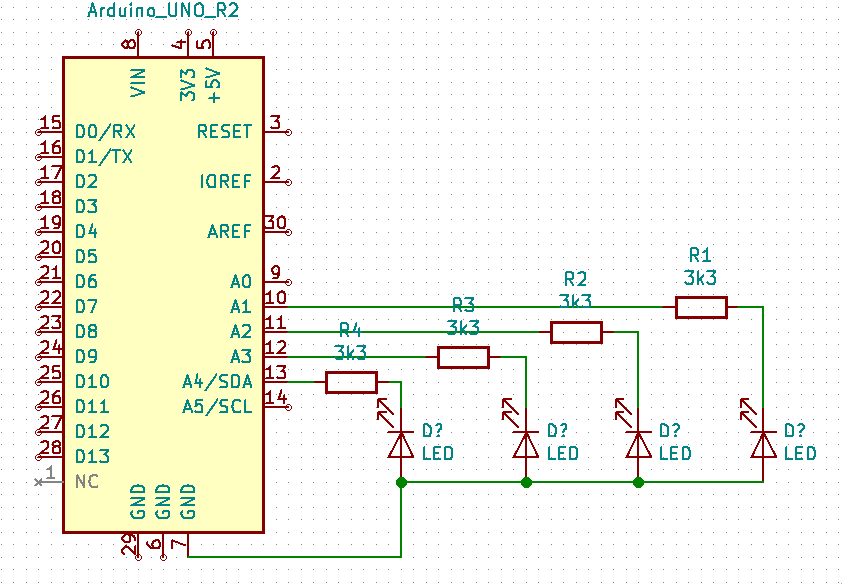 Arduino_UNO_R2
8 4 5
VIN 3V3 +5V
15 D0/RX RESET 3
16 D1/TX
17 D2 IOREF 2
18 D3
19 D4 AREF 30
20 D5
21 D6 A0 9
22 D7 A1 10
23 D8 A2 11
24 D9 A3 12
25 D10 A4/SDA 13
26 D11 A5/SCL 14
27 D12
28 D13
1 NC
GND GND GND
29 6 7
R1
3k3
R2
3k3
R3
3k3
R4
3k3
D? D? D? D?
LED LED LED LED